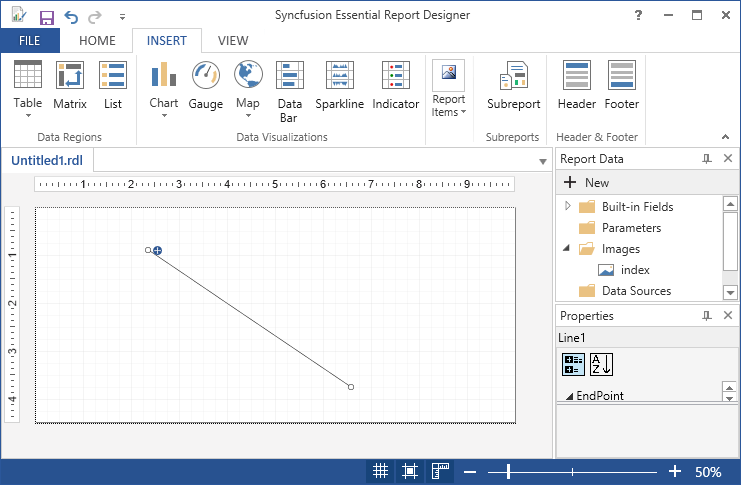 Syncfusion Essential Report Designer
?
FILE HOME INSERT VIEW
Table Matrix List Chart Gauge Map Data Bar Sparkline Indicator Report Items Subreport Header Footer
Data Regions Data Visualizations Subreports Header & Footer
Untitled1.rdl
1 2 3 4 5 6 7 8 9
1
2
3
4
Report Data
New
Built-in Fields
Parameters
Images
index
Data Sources
Properties
Line1
A
Z
EndPoint
50%